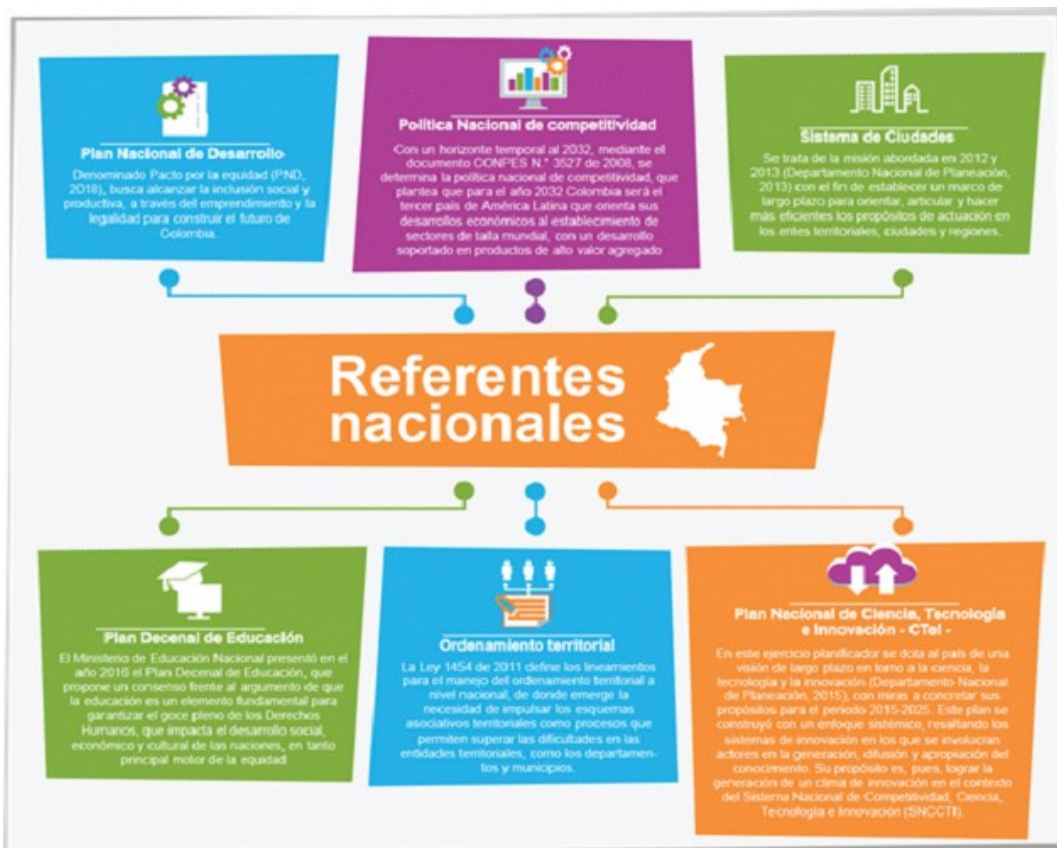 Plan Nacional de Desarrollo
Denominado Pacto por la equidad (PND,
2018), busca alcanzar la inclusión social y
productiva, a través del emprendimiento y la
legalidad para construir el futuro de
Colombia.
Política Nacional de competitividad
Con un horizonte temporal al 2032, mediante el
documento CONPES N.° 3527 de 2008, se
determina la política nacional de competitividad, que
plantea que para el año 2032 Colombia será el
tercer país de América Latina que orienta sus
desarrollos económicos al establecimiento de
sectores de talla mundial, con un desarrollo
soportado en productos de alto valor agregado
Sistema de Ciudades
Se trata de la misión abordada en 2012 y
2013 (Departamento Nacional de Planeación,
2013) con el fin de establecer un marco de
largo plazo para orientar, articular y hacer
más eficientes los propósitos de actuación en
los entes territoriales, ciudades y regiones.
Referentes
nacionales
Plan Decenal de Educación
El Ministerio de Educación Nacional presentó en el
año 2016 el Plan Decenal de Educación, que
propone un consenso frente al argumento de que
la educación es un elemento fundamental para
garantizar el goce pleno de los Derechos
Humanos, que impacta el desarrollo social,
económico y cultural de las naciones, en tanto
principal motor de la equidad
Ordenamiento territorial
La Ley 1454 de 2011 define los lineamientos
para el manejo del ordenamiento territorial a
nivel nacional, de donde emerge la
necesidad de impulsar los esquemas
asociativos territoriales como procesos que
permiten superar las dificultades en las
entidades territoriales, como los departamen-
tos y municipios.
Plan Nacional de Ciencia, Tecnología
e Innovación - CTeI -
En este ejercicio planificador se dota al país de una
visión de largo plazo en torno a la ciencia, la
tecnología y la innovación (Departamento Nacional
de Planeación, 2015), con miras a concretar sus
propósitos para el periodo 2015-2025. Este plan se
construyó con un enfoque sistémico, resaltando los
sistemas de innovación en los que se involucran
actores en la generación, difusión y apropiación del
conocimiento. Su propósito es, pues, lograr la
generación de un clima de innovación en el contexto
del Sistema Nacional de Competitividad, Ciencia,
Tecnología e Innovación (SNCCTI).